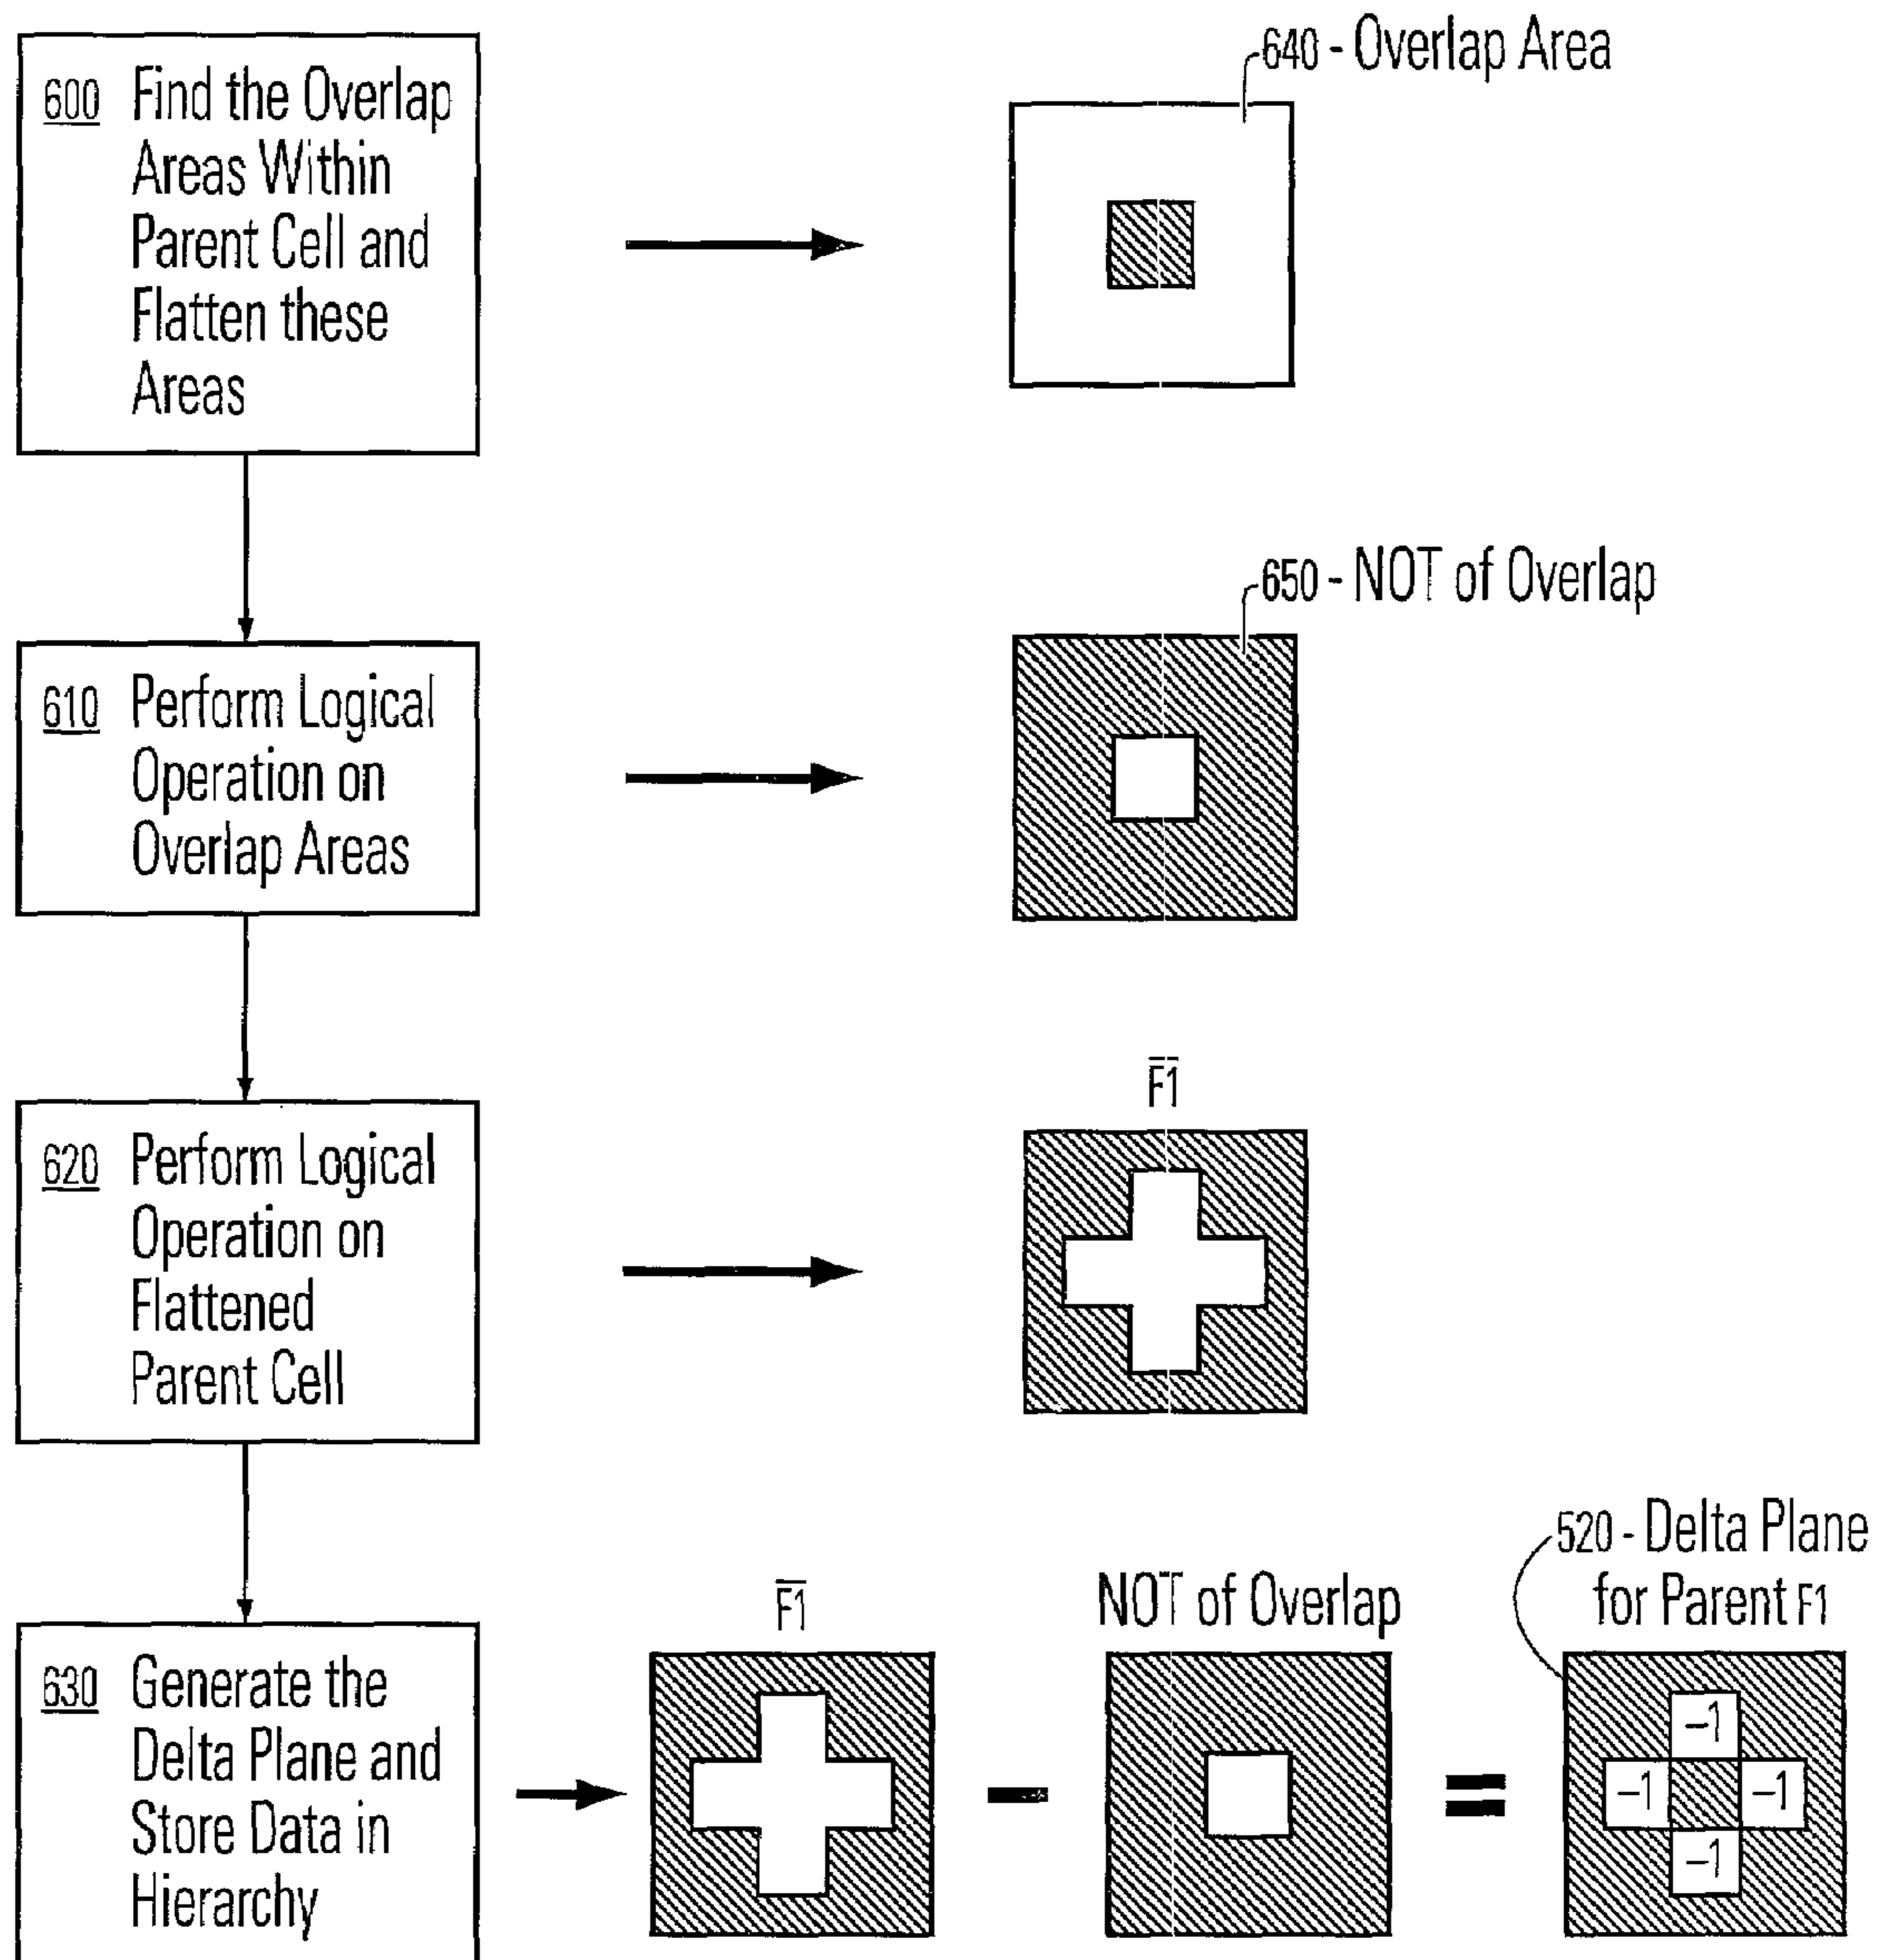 600 Find the Overlap
Areas Within
Parent Cell and
Flatten these
Areas
640 - Overlap Area
610 Perform Logical
Operation on
Overlap Areas
650 - NOT of Overlap
620 Perform Logical
Operation on
Flattened
Parent Cell
F̅1̅
630 Generate the
Delta Plane and
Store Data in
Hierarchy
F̅1̅
−
NOT of Overlap
=
520 - Delta Plane
for Parent F1
−1
−1 −1
−1